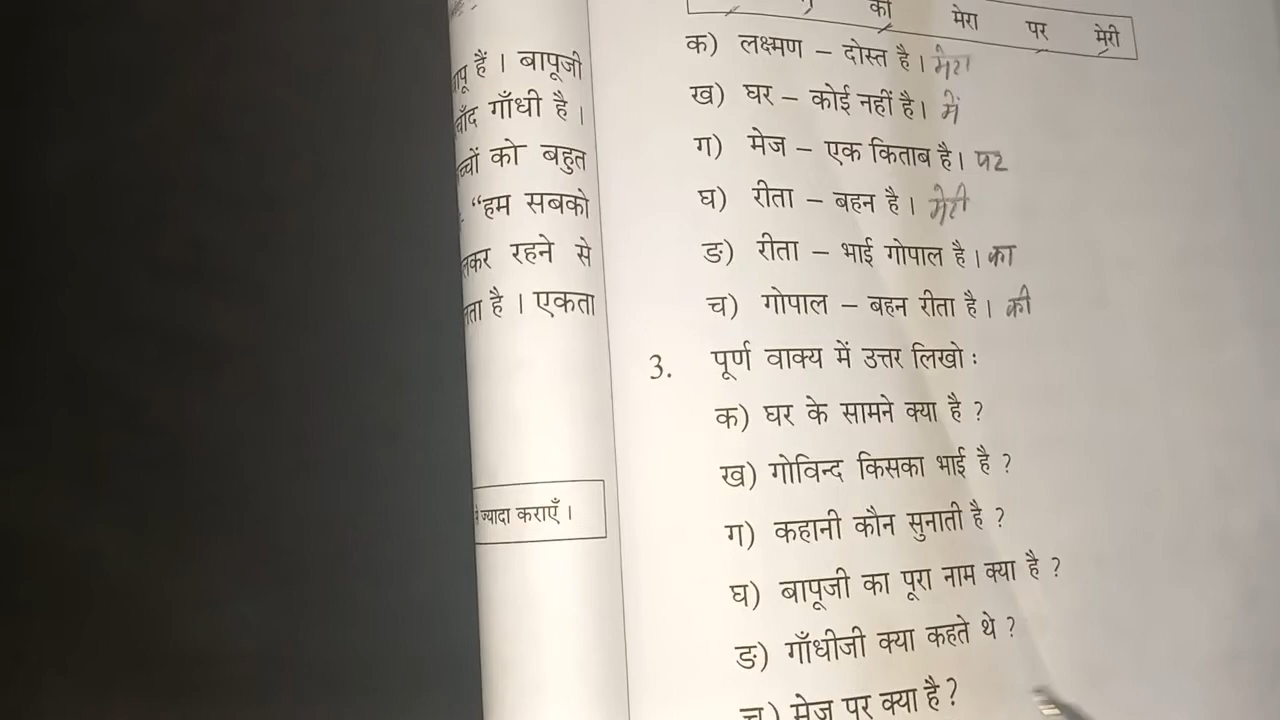 हैं । बापूजी
गाँधी है ।
को बहुत
“हम सबको
रहने से
है । एकता
ज्यादा कराएँ ।
मेरा पर मेरी
क) लक्ष्मण – दोस्त है । मेरा
ख) घर – कोई नहीं है । में
ग) मेज – एक किताब है । पर
घ) रीता – बहन है । मेरी
ङ) रीता – भाई गोपाल है । का
च) गोपाल – बहन रीता है । की
3. पूर्ण वाक्य में उत्तर लिखो :
क) घर के सामने क्या है ?
ख) गोविन्द किसका भाई है ?
ग) कहानी कौन सुनाती है ?
घ) बापूजी का पूरा नाम क्या है ?
ङ) गाँधीजी क्या कहते थे ?
च) मेज पर क्या है ?